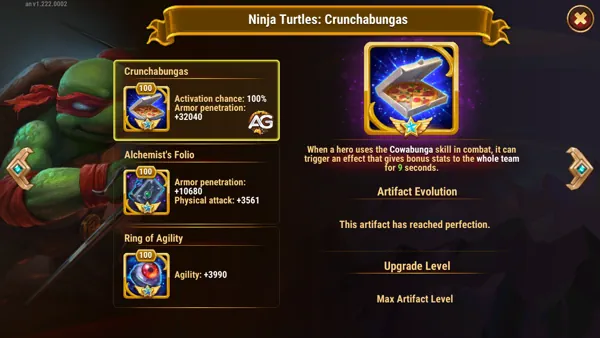 an v1.222.0002
Ninja Turtles: Crunchabungas
Crunchabungas
100
Activation chance: 100%
Armor penetration:
+32040
AG
Alchemist's Folio
100
Armor penetration:
+10680
Physical attack: +3561
Ring of Agility
100
Agility: +3990
When a hero uses the Cowabunga skill in combat, it can
trigger an effect that gives bonus stats to the whole team
for 9 seconds.
Artifact Evolution
This artifact has reached perfection.
Upgrade Level
Max Artifact Level